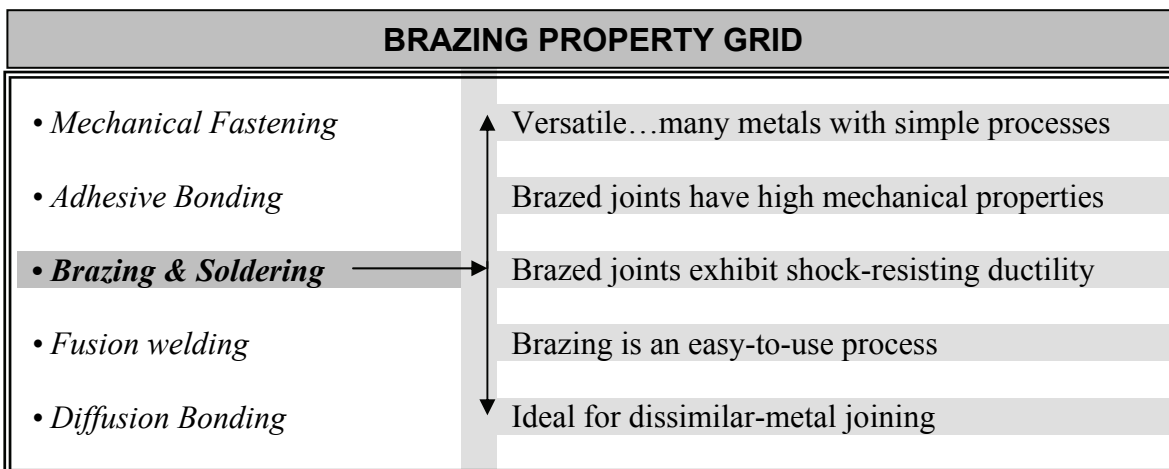 BRAZING PROPERTY GRID
• Mechanical Fastening
Versatile…many metals with simple processes
• Adhesive Bonding
Brazed joints have high mechanical properties
• Brazing & Soldering
Brazed joints exhibit shock-resisting ductility
• Fusion welding
Brazing is an easy-to-use process
• Diffusion Bonding
Ideal for dissimilar-metal joining